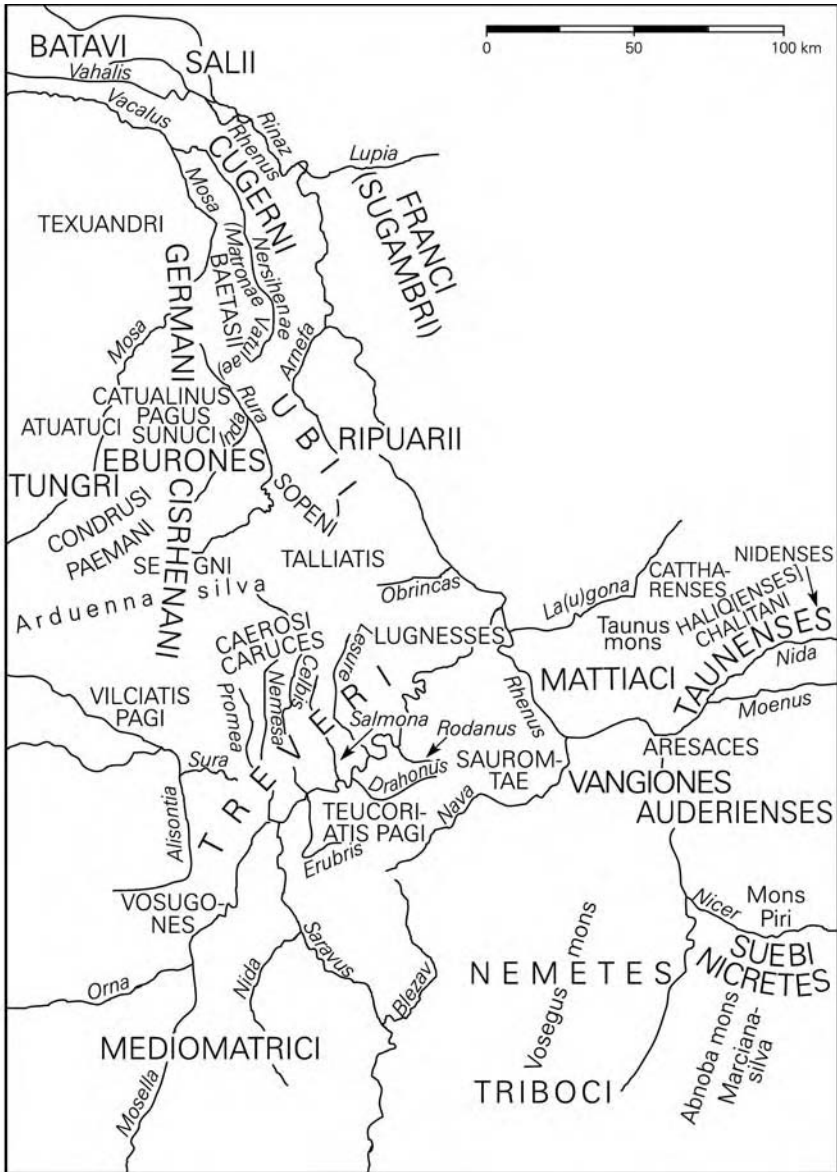 BATAVI
SALII
0
50
100 km
Vahalis
Vacalus
Rhenus
Rinaz
Lupia
CUGERNI
Mosa
TEXUANDRI
FRANCI
(SUGAMBRI)
GERMANI
(Matronae Vatulae)
Nersihenae
BAETASII
Mosa
Arnefa
CATUALINUS
PAGUS
SUNUCI
Rura
Inda
ATUATUCI
EBURONES
UBII
RIPUARII
TUNGRI
CISRHENANI
SOPENI
CONDRUSI
PAEMANI
SEGNI
TALLIATIS
Arduenna silva
Obrincas
La(u)gona
CATTHA-
RENSES
NIDENSES
HALIQ(ENSES]
CHALITANI
Taunus
mons
TAUNENSES
CAEROSI
CARUCES
Lesure
LUGNESSES
Celbis
Nemesa
Promea
MATTIACI
Nida
Rhenus
VILCIATIS
PAGI
Moenus
TREVERI
Salmona
Rodanus
Sura
Drahonus
SAUROM-
TAE
ARESACES
VANGIONES
AUDERIENSES
Alisontia
TEUCORI-
ATIS PAGI
Nava
Erubris
VOSUGO-
NES
Nicer
Mons
Piri
Saravus
Vosegus mons
SUEBI
NICRETES
Orna
Nida
Blezav
NEMETES
MEDIOMATRICI
Abnoba mons
Marciana-
silva
TRIBOCI
Mosella